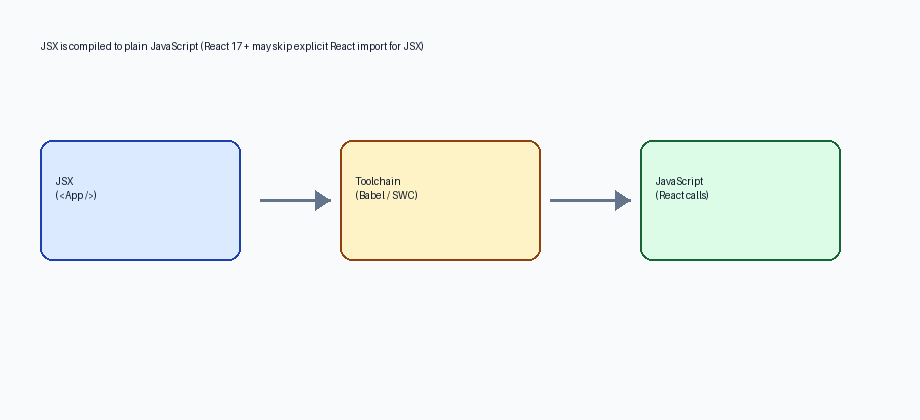 JSX is compiled to plain JavaScript (React 17+ may skip explicit React import for JSX)
JSX
(<App />)
Toolchain
(Babel / SWC)
JavaScript
(React calls)